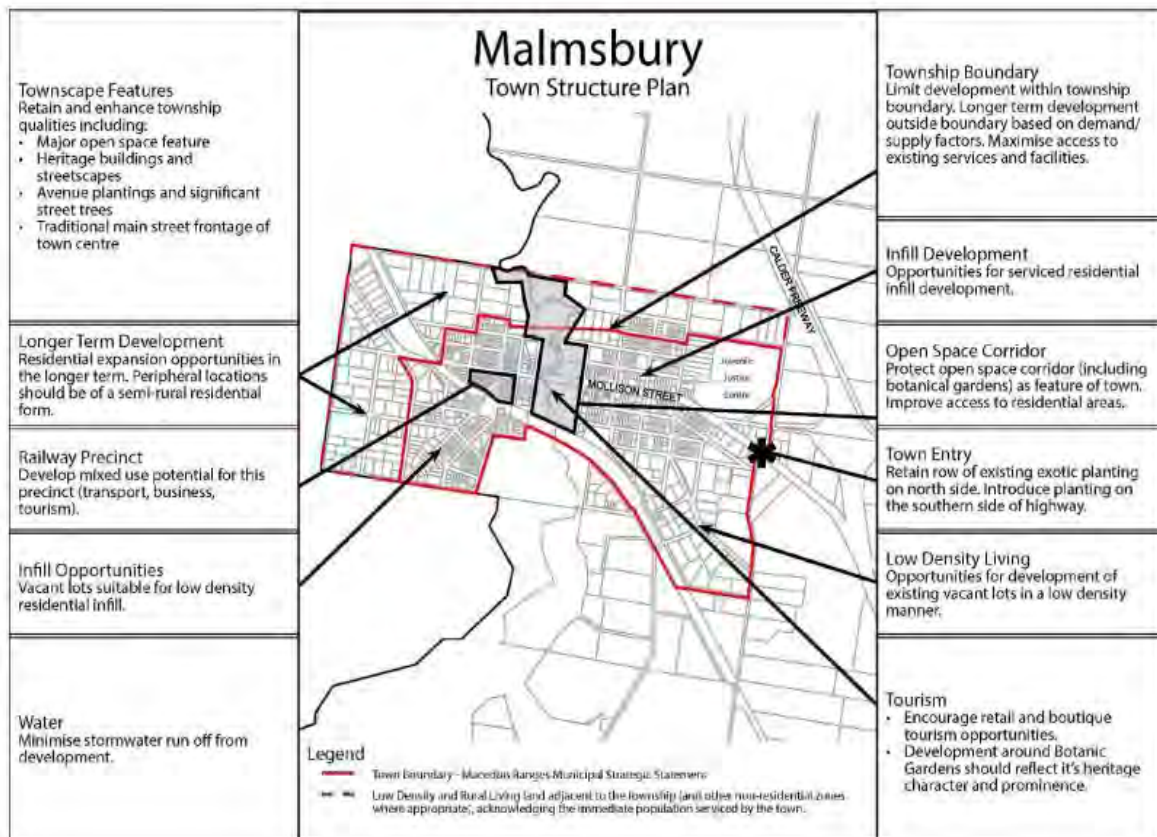 Malmsbury
Town Structure Plan
Townscape Features
Retain and enhance township
qualities including:
• Major open space feature
• Heritage buildings and
streetscapes
• Avenue plantings and significant
street trees
• Traditional main street frontage of
town centre
Longer Term Development
Residential expansion opportunities in
the longer term. Peripheral locations
should be of a semi-rural residential
form.
Railway Precinct
Develop mixed use potential for this
precinct (transport, business,
tourism).
Infill Opportunities
Vacant lots suitable for low density
residential infill.
Water
Minimise stormwater run off from
development.
CALDER FREEWAY
MOLLISON STREET
Juvenile
Justice
Centre
Legend
Town Boundary - Macedon Ranges Municipal Strategic Statement
Low Density and Rural Living land adjacent to the township (and other non-residential zones
where appropriate), acknowledging the immediate population serviced by the town.
Township Boundary
Limit development within township
boundary. Longer term development
outside boundary based on demand/
supply factors. Maximise access to
existing services and facilities.
Infill Development
Opportunities for serviced residential
infill development.
Open Space Corridor
Protect open space corridor (including
botanical gardens) as feature of town.
Improve access to residential areas.
Town Entry
Retain row of existing exotic planting
on north side. Introduce planting on
the southern side of highway.
Low Density Living
Opportunities for development of
existing vacant lots in a low density
manner.
Tourism
• Encourage retail and boutique
tourism opportunities.
• Development around Botanic
Gardens should reflect it's heritage
character and prominence.